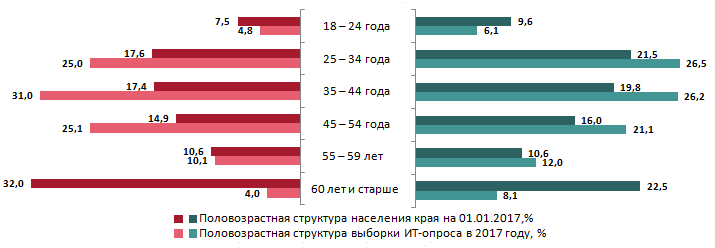 7,5 18 – 24 года 9,6
4,8 6,1
17,6 25 – 34 года 21,5
25,0 26,5
17,4 35 – 44 года 19,8
31,0 26,2
14,9 45 – 54 года 16,0
25,1 21,1
10,6 55 – 59 лет 10,6
10,1 12,0
32,0 60 лет и старше 22,5
4,0 8,1
Половозрастная структура населения края на 01.01.2017,%
Половозрастная структура выборки ИТ-опроса в 2017 году, %